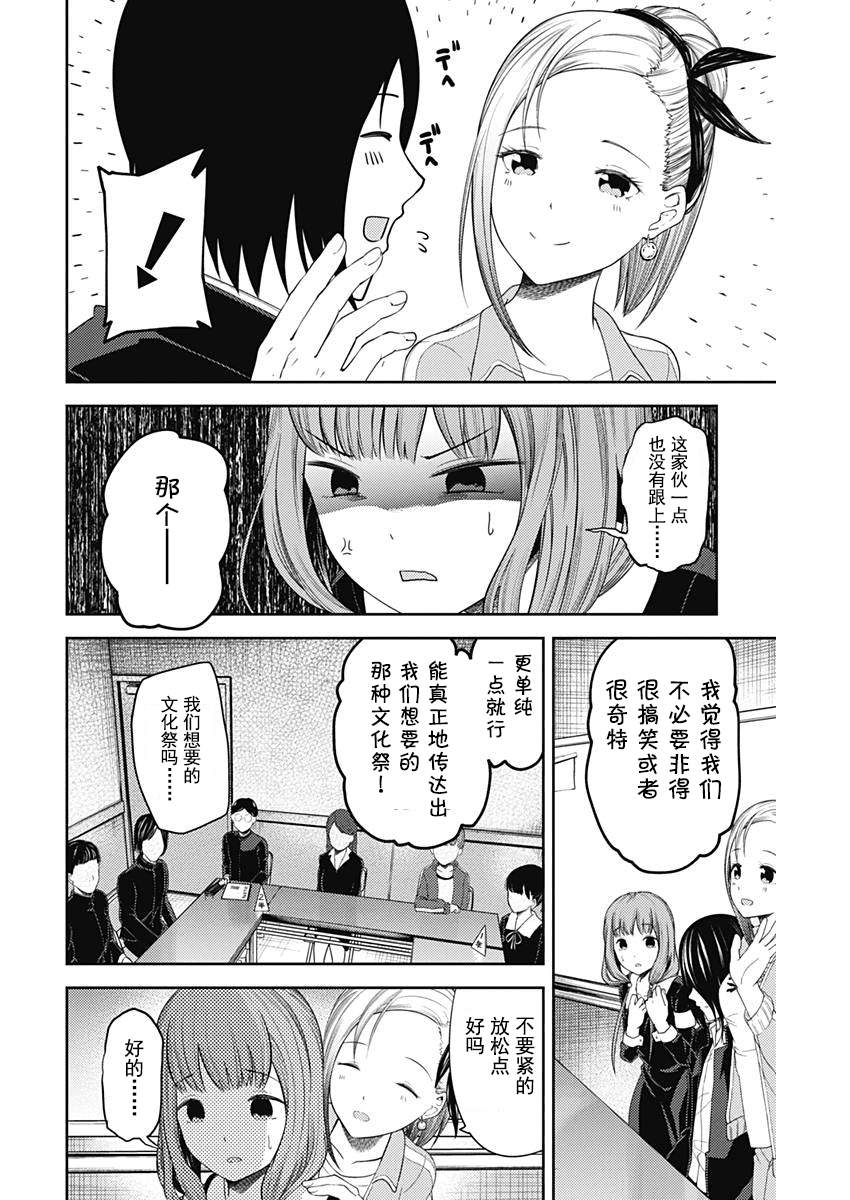 デヘ
デヘ
!
这家伙一点
也没有跟上……
那个——
我觉得我们
不必要非得
很搞笑或者
很奇特
更单纯
一点就行
能真正地传达出
我们想要的
那种文化祭！
我们想要的
文化祭吗……
不要紧的
放松点
好吗
好的……